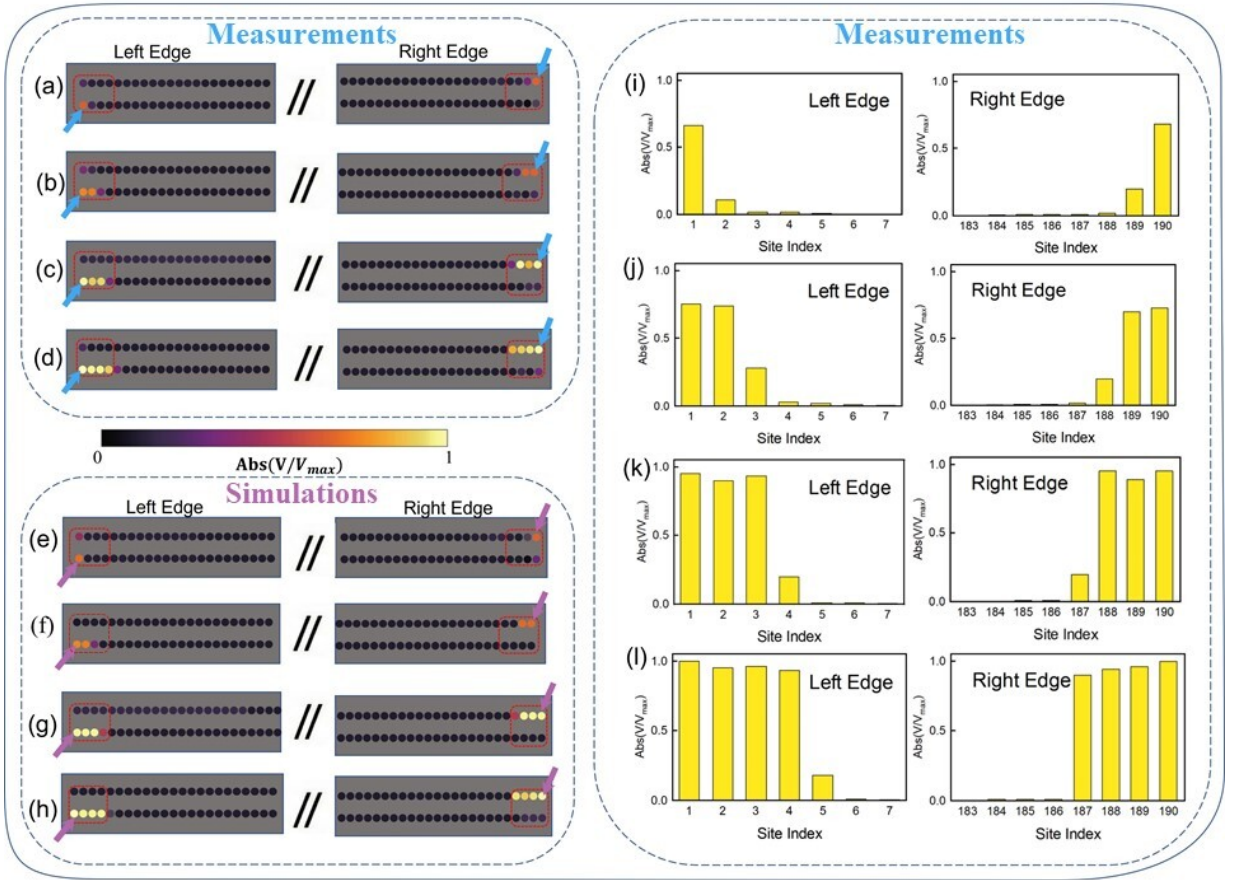 Measurements
Left Edge Right Edge
(a) //
(b) //
(c) //
(d) //
0 1
Abs(V/V_max)
Simulations
Left Edge Right Edge
(e) //
(f) //
(g) //
(h) //
Measurements
(i)
Abs(V/V_max)
1.0
0.5
0.0
Left Edge
1 2 3 4 5 6 7
Site Index
Abs(V/V_max)
1.0
0.5
0.0
Right Edge
183 184 185 186 187 188 189 190
Site Index
(j)
Abs(V/V_max)
1.0
0.5
0.0
Left Edge
1 2 3 4 5 6 7
Site Index
Abs(V/V_max)
1.0
0.5
0.0
Right Edge
183 184 185 186 187 188 189 190
Site Index
(k)
Abs(V/V_max)
1.0
0.5
0.0
Left Edge
1 2 3 4 5 6 7
Site Index
Abs(V/V_max)
1.0
0.5
0.0
Right Edge
183 184 185 186 187 188 189 190
Site Index
(l)
Abs(V/V_max)
1.0
0.5
0.0
Left Edge
1 2 3 4 5 6 7
Site Index
Abs(V/V_max)
1.0
0.5
0.0
Right Edge
183 184 185 186 187 188 189 190
Site Index